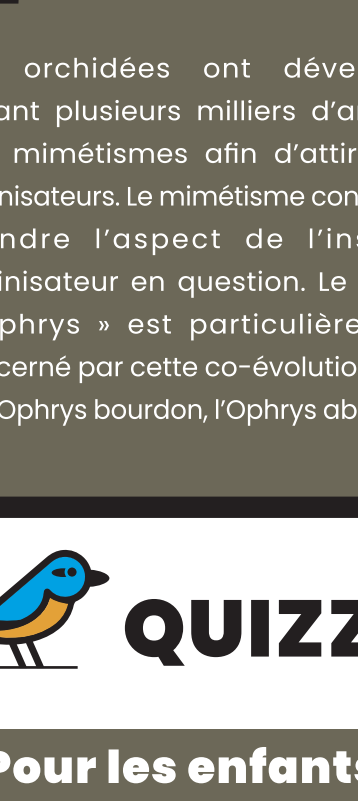 orchidées ont déve
ant plusieurs milliers d'a
mimétismes afin d'attir
nisateurs. Le mimétisme con
ndre l'aspect de l'ins
inisateur en question. Le
phrys » est particulière
cerné par cette co-évolutio
Ophrys bourdon, l'Ophrys ab
QUIZZ
Pour les enfants